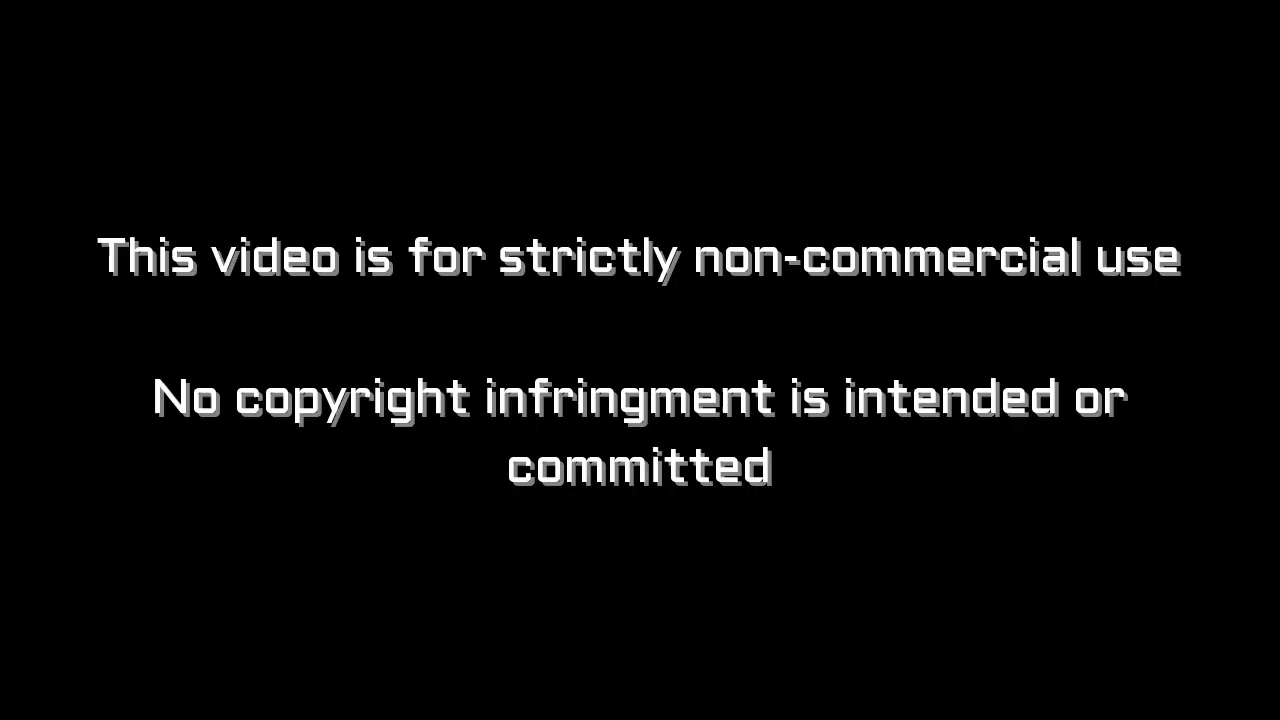 This video is for strictly non-commercial use
No copyright infringment is intended or
committed